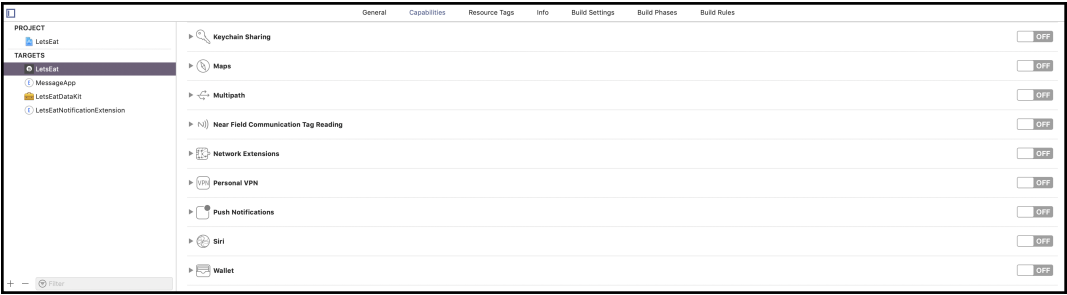 General Capabilities Resource Tags Info Build Settings Build Phases Build Rules
PROJECT
LetsEat
TARGETS
LetsEat
MessageApp
LetsEatDataKit
LetsEatNotificationExtension
Filter
Keychain Sharing OFF
Maps OFF
Multipath OFF
Near Field Communication Tag Reading OFF
Network Extensions OFF
VPN Personal VPN OFF
Push Notifications OFF
Siri OFF
Wallet OFF